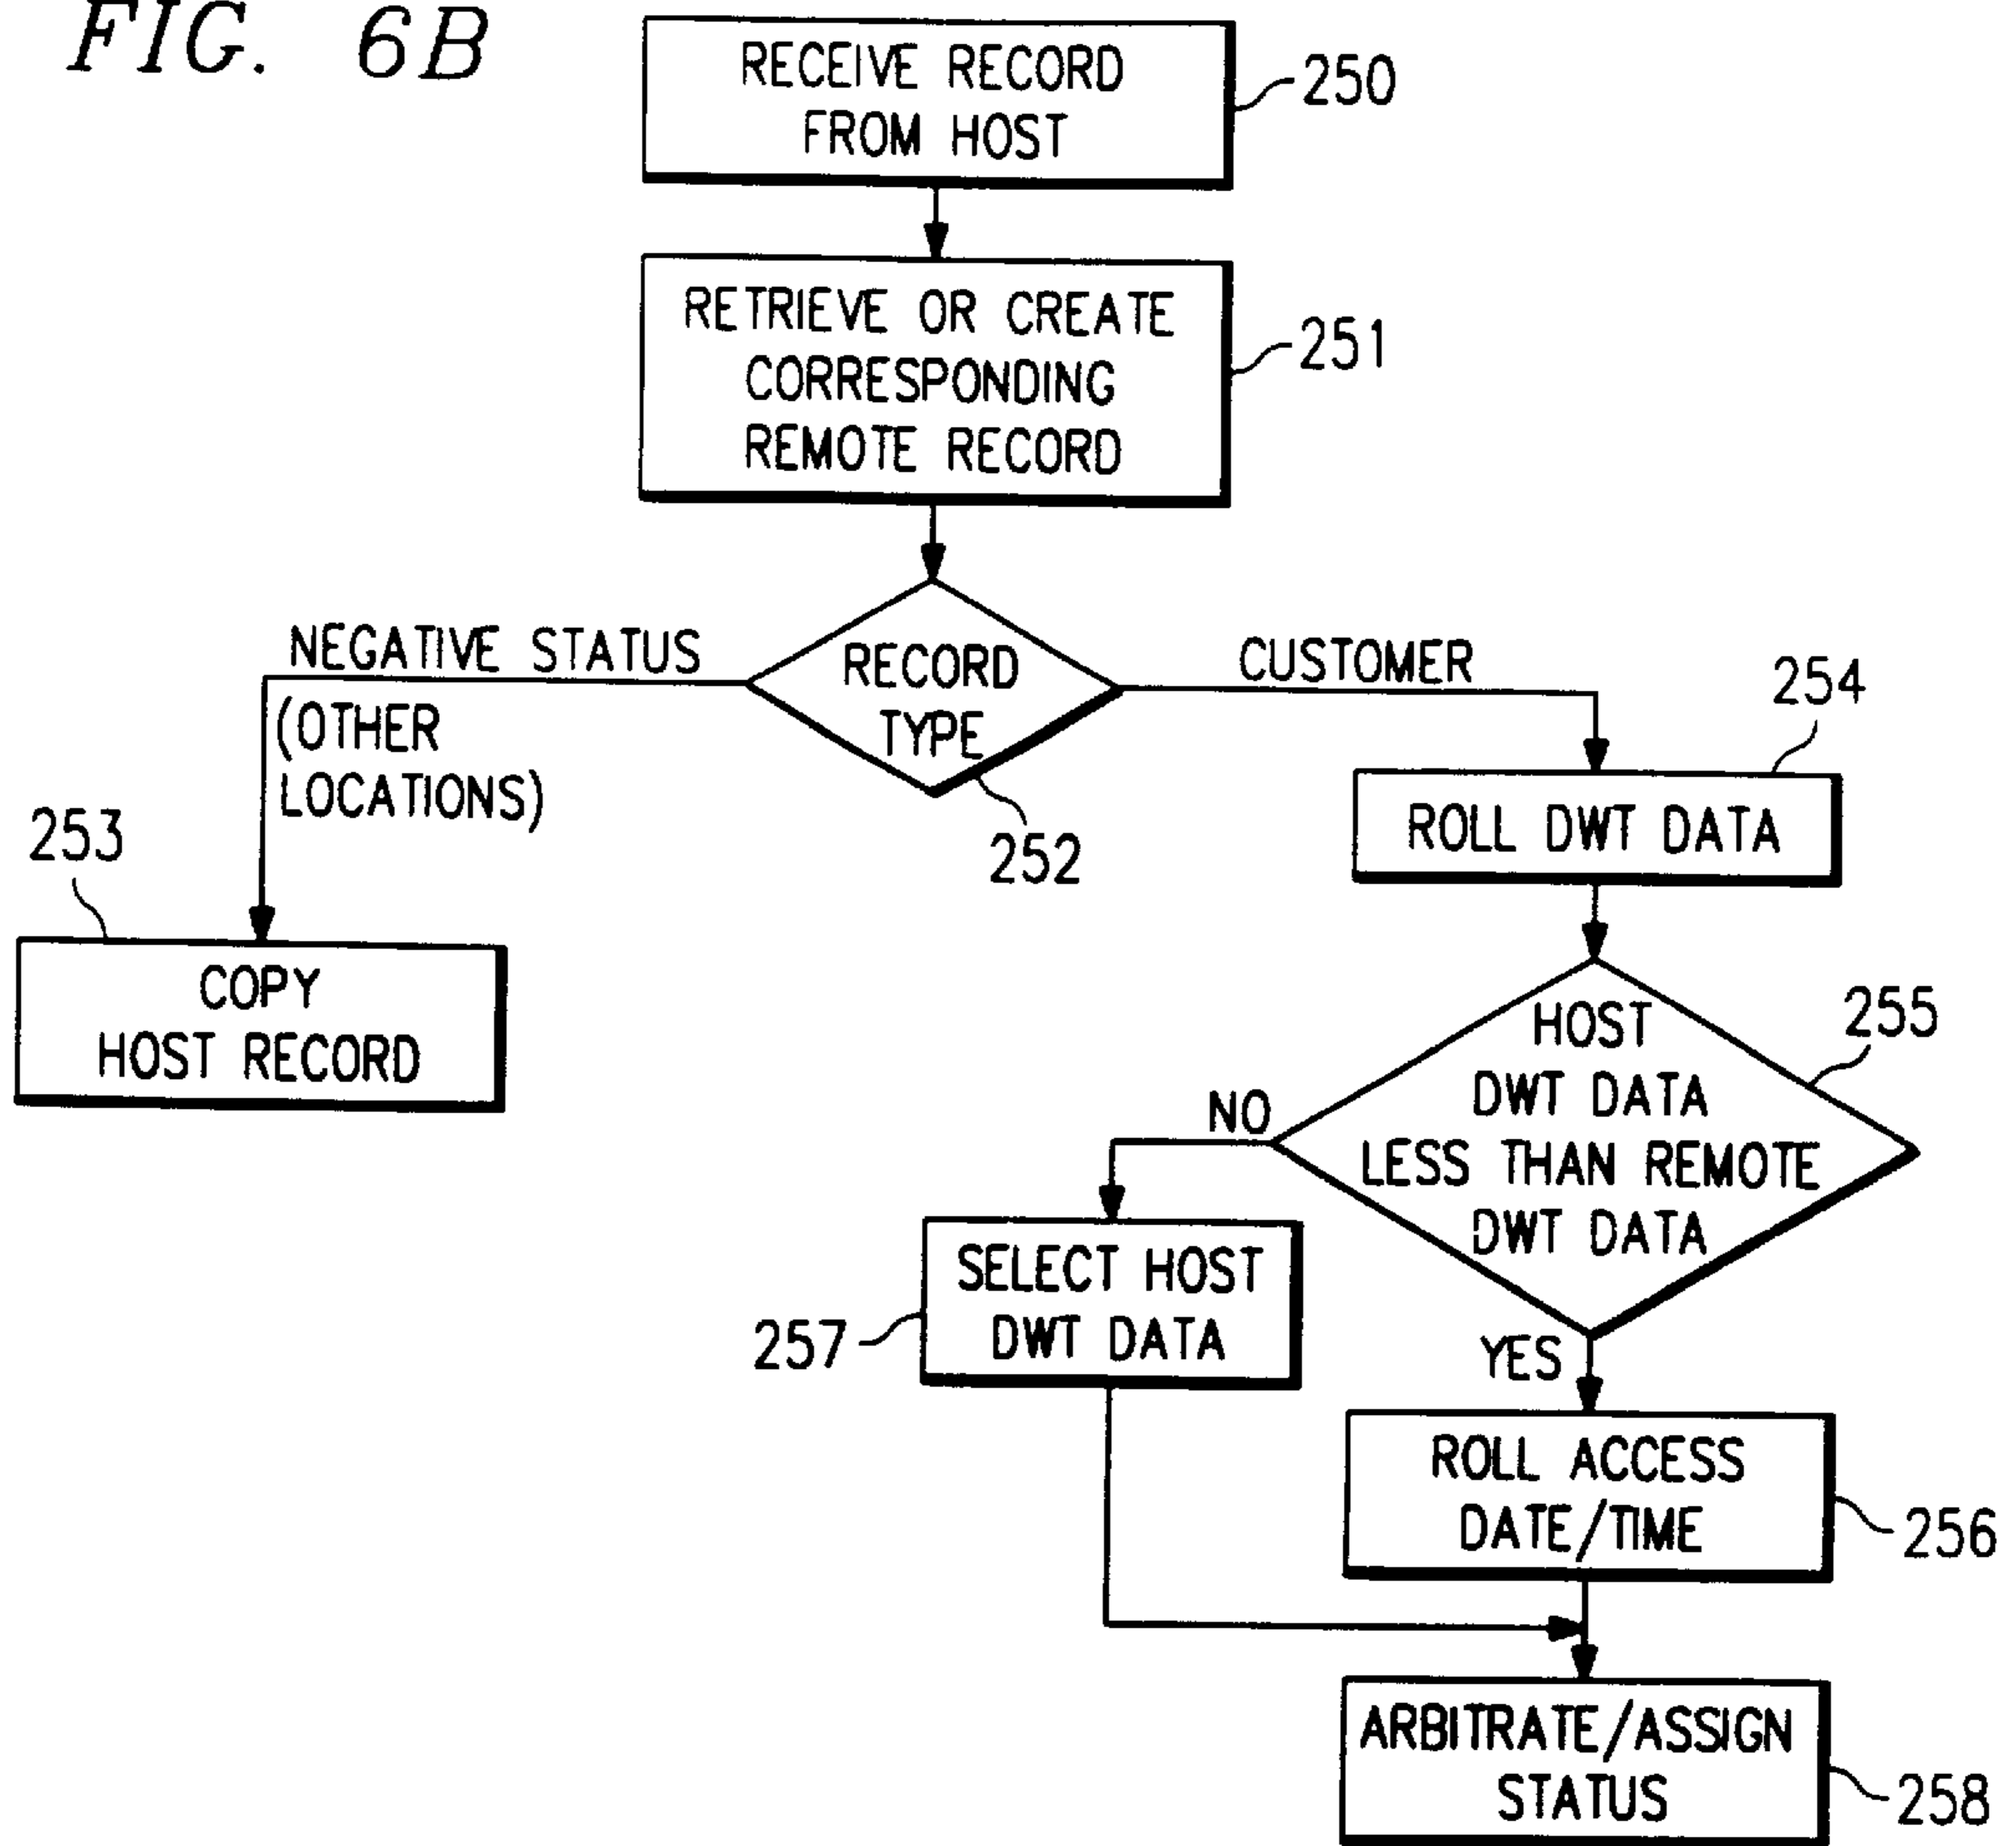 FIG. 6B
RECEIVE RECORD
FROM HOST
250
RETRIEVE OR CREATE
CORRESPONDING
REMOTE RECORD
251
NEGATIVE STATUS
(OTHER
LOCATIONS)
RECORD
TYPE
252
CUSTOMER
253
COPY
HOST RECORD
254
ROLL DWT DATA
HOST
DWT DATA
LESS THAN REMOTE
DWT DATA
255
NO
SELECT HOST
DWT DATA
257
YES
ROLL ACCESS
DATE/TIME
256
ARBITRATE/ASSIGN
STATUS
258